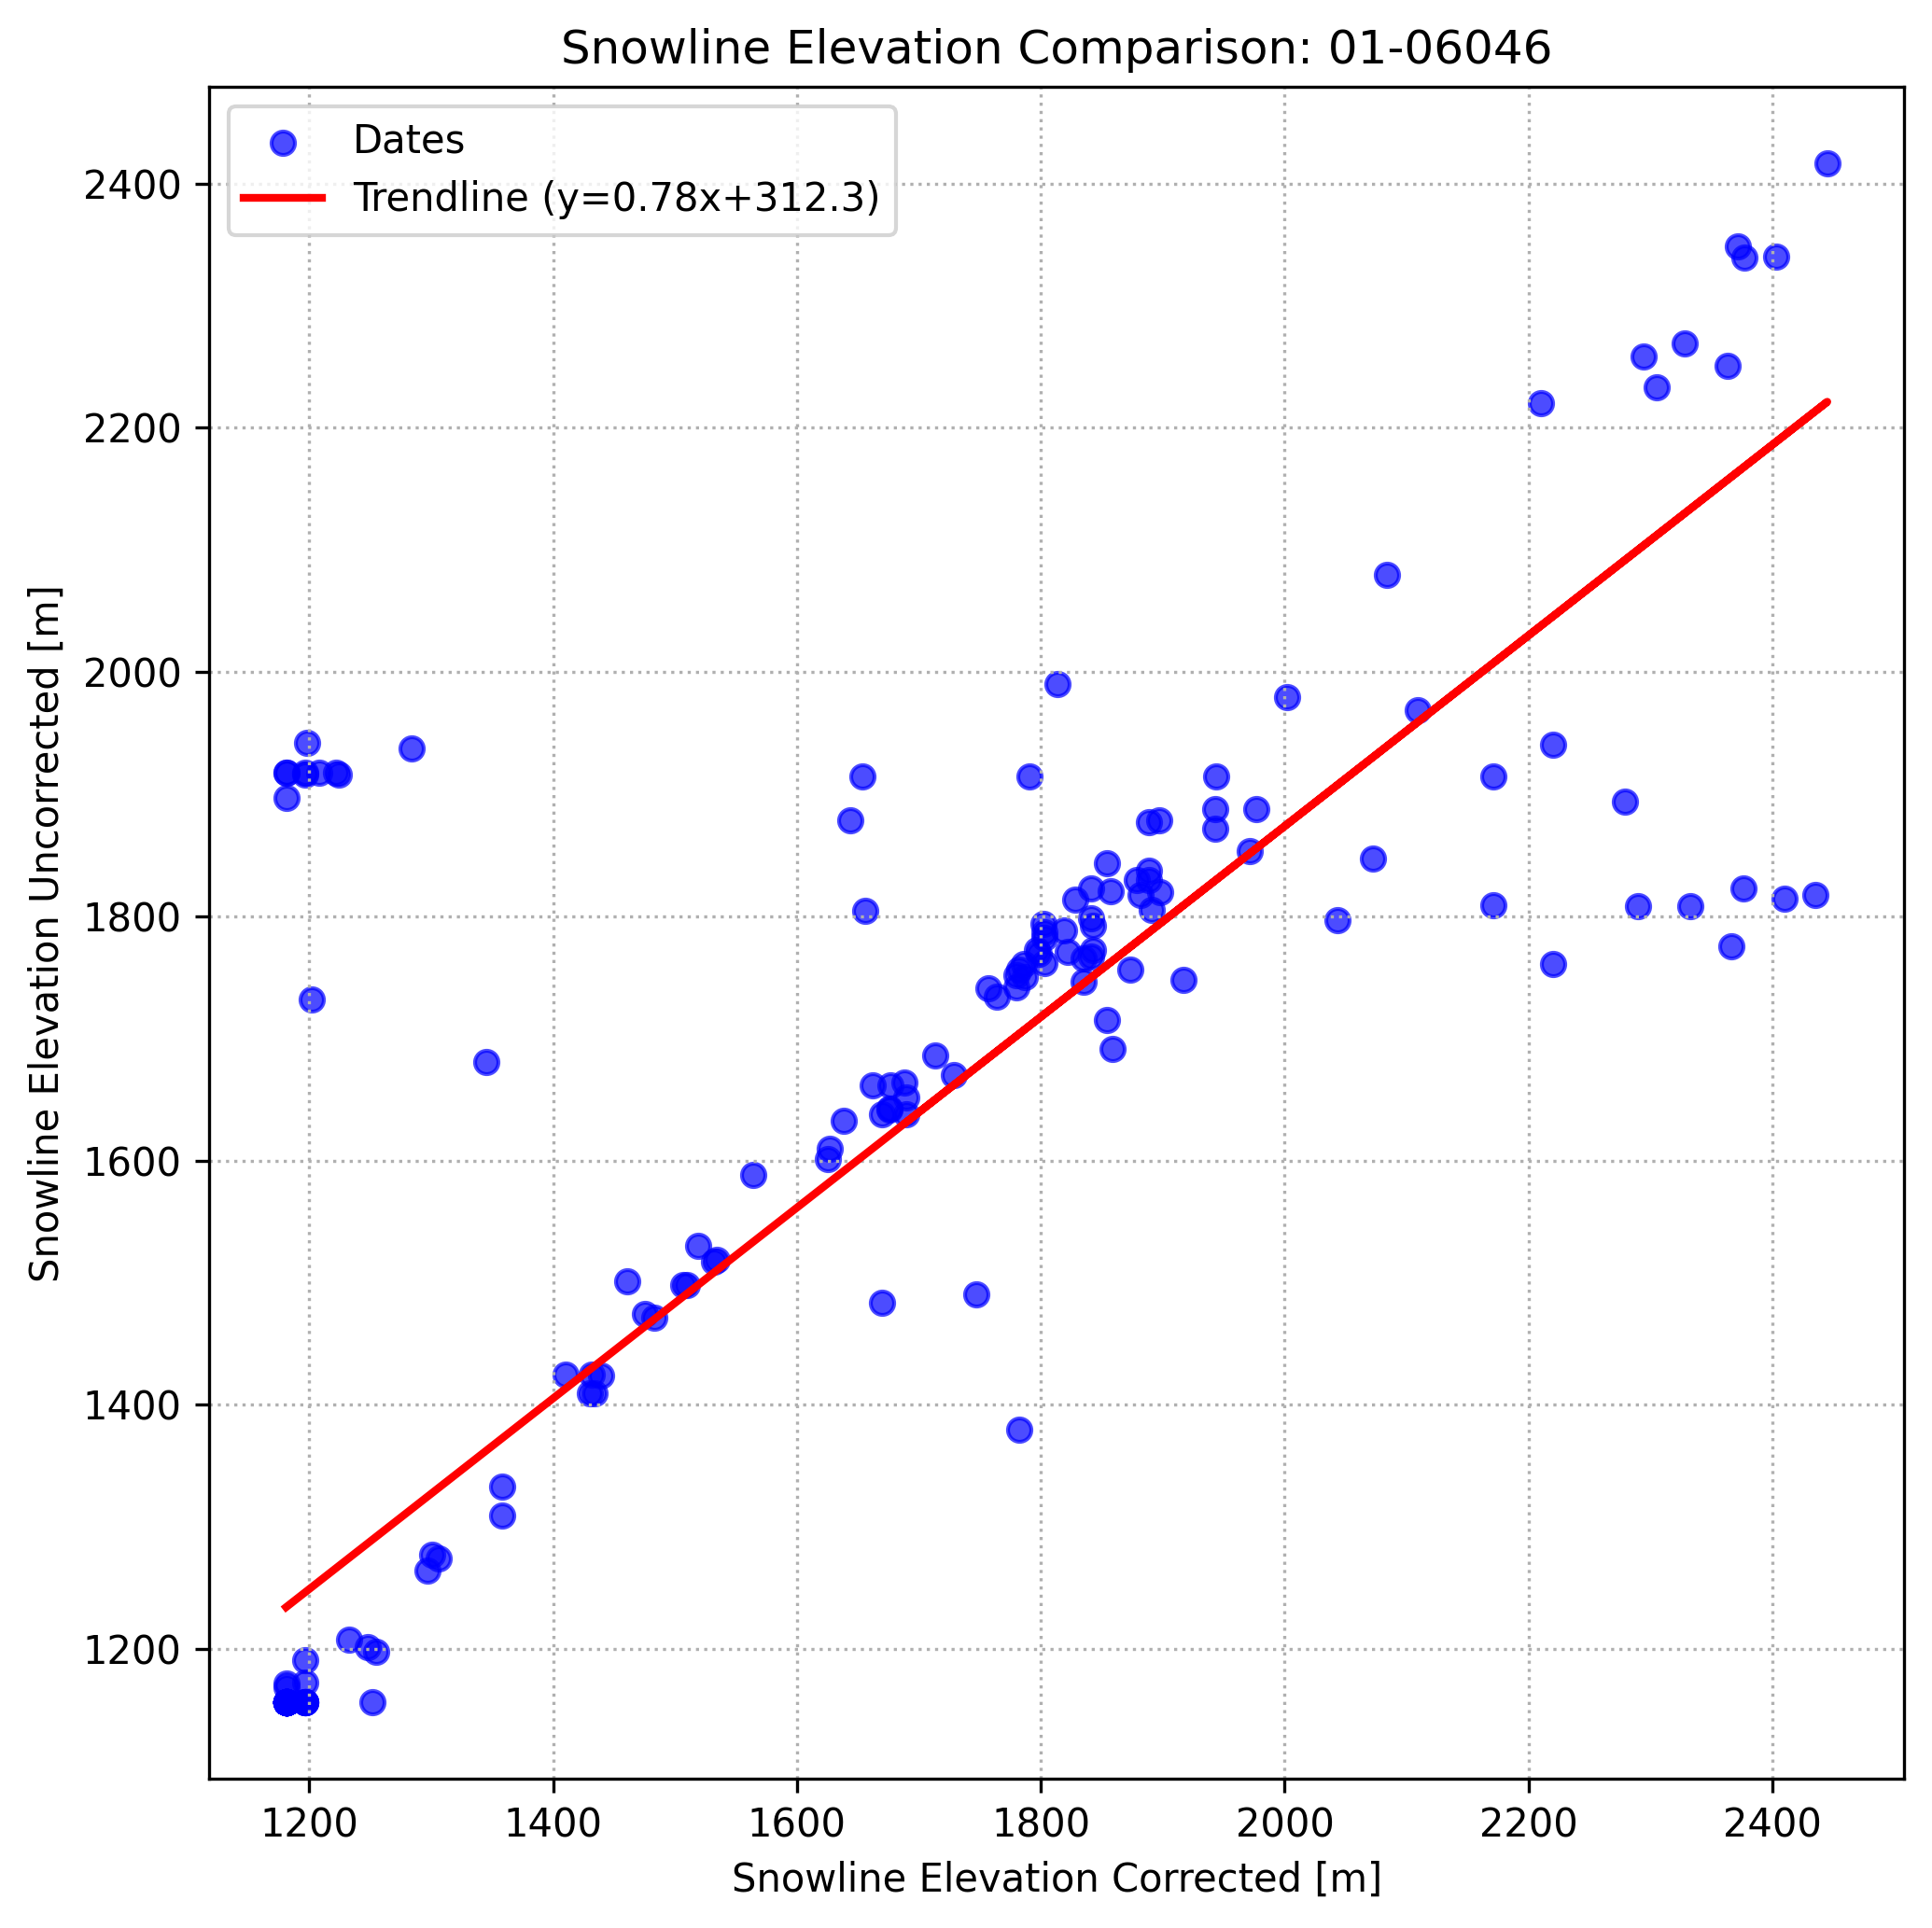 Snowline Elevation Comparison: 01-06046
Dates
Trendline (y=0.78x+312.3)
2400
2200
2000
1800
1600
1400
1200
Snowline Elevation Uncorrected [m]
1200 1400 1600 1800 2000 2200 2400
Snowline Elevation Corrected [m]